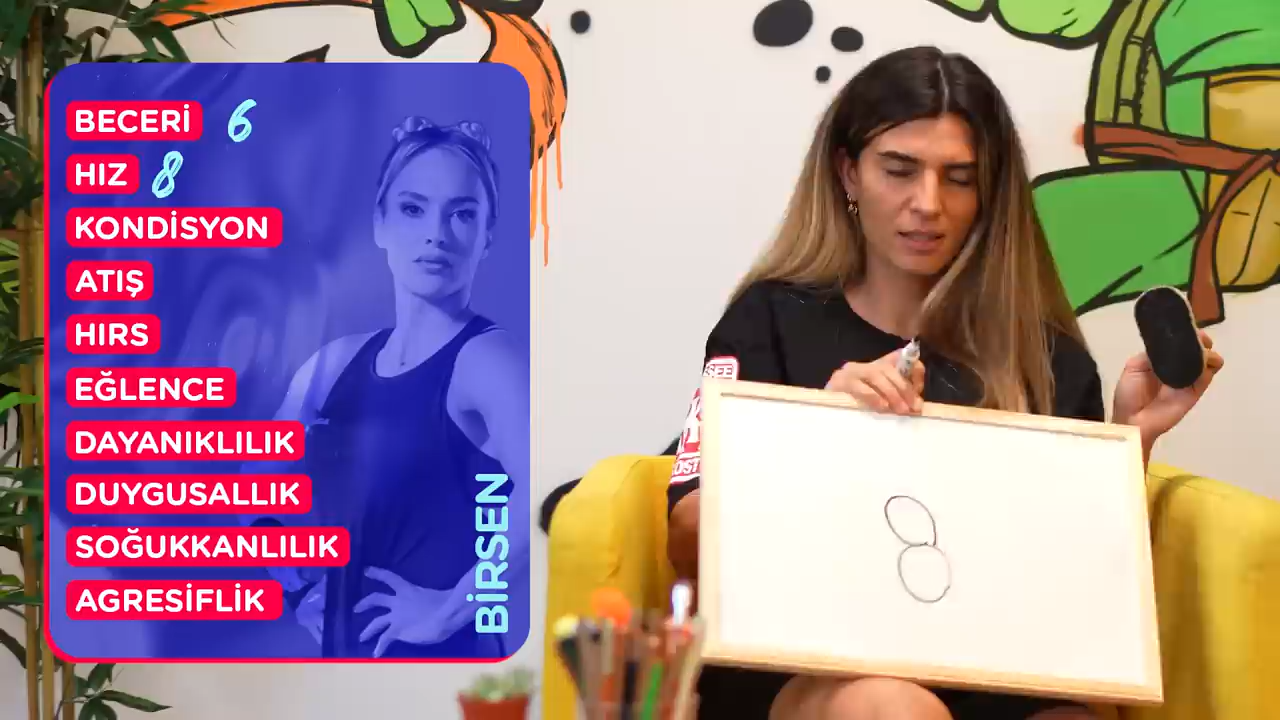 BECERİ 6
HIZ 8
KONDİSYON
ATIŞ
HIRS
EĞLENCE
DAYANIKLILIK
DUYGUSALLIK
SOĞUKKANLILIK
AGRESİFLİK
BİRSEN
8